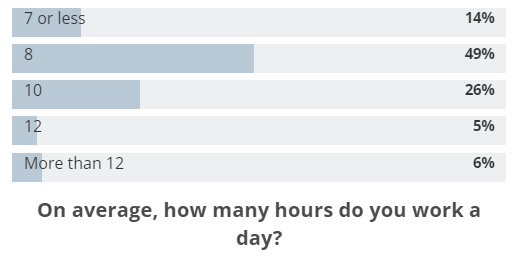 7 or less 14%
8 49%
10 26%
12 5%
More than 12 6%
On average, how many hours do you work a
day?